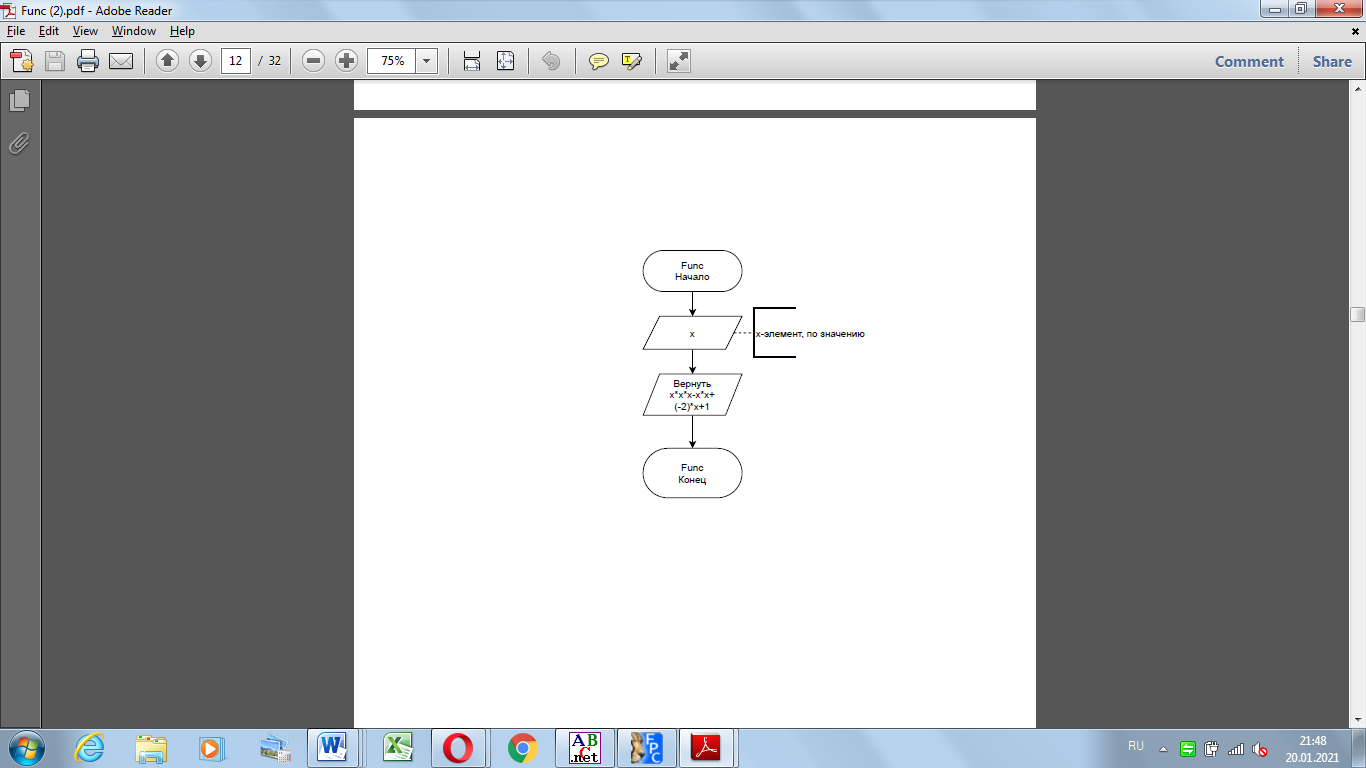 Func (2).pdf - Adobe Reader
File Edit View Window Help
12 / 32 75% Comment Share
Func
Начало
x
x-элемент, по значению
Вернуть
x*x*x-x*x+
(-2)*x+1
Func
Конец
W
A B
C
.net
F P C
RU
21:48
20.01.2021